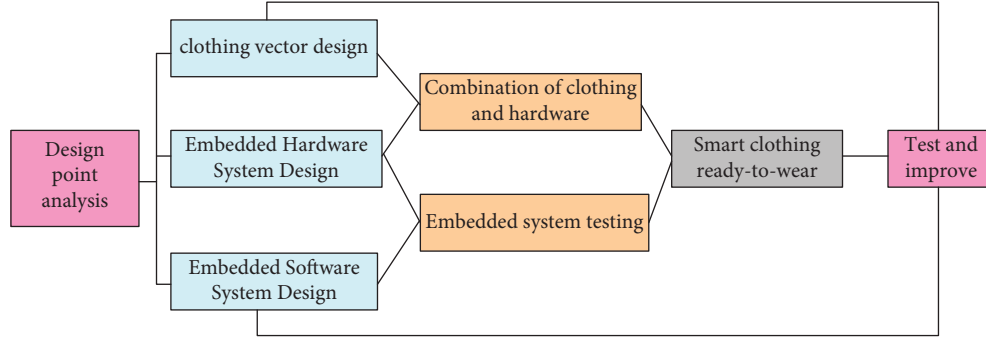 Design
point
analysis
clothing vector design
Embedded Hardware
System Design
Embedded Software
System Design
Combination of clothing
and hardware
Embedded system testing
Smart clothing
ready-to-wear
Test and
improve